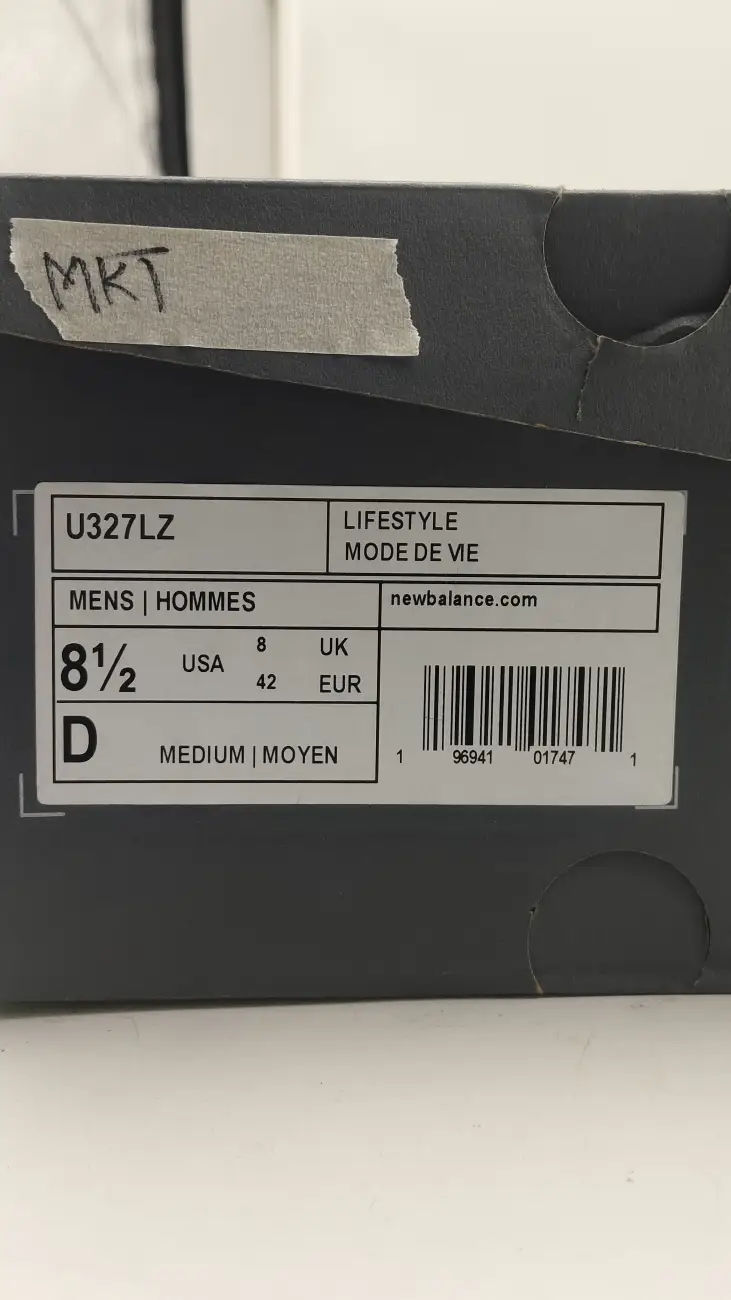 MKT
U327LZ
LIFESTYLE
MODE DE VIE
MENS | HOMMES
newbalance.com
8½ USA 8 UK
42 EUR
D MEDIUM | MOYEN
1 96941 01747 1